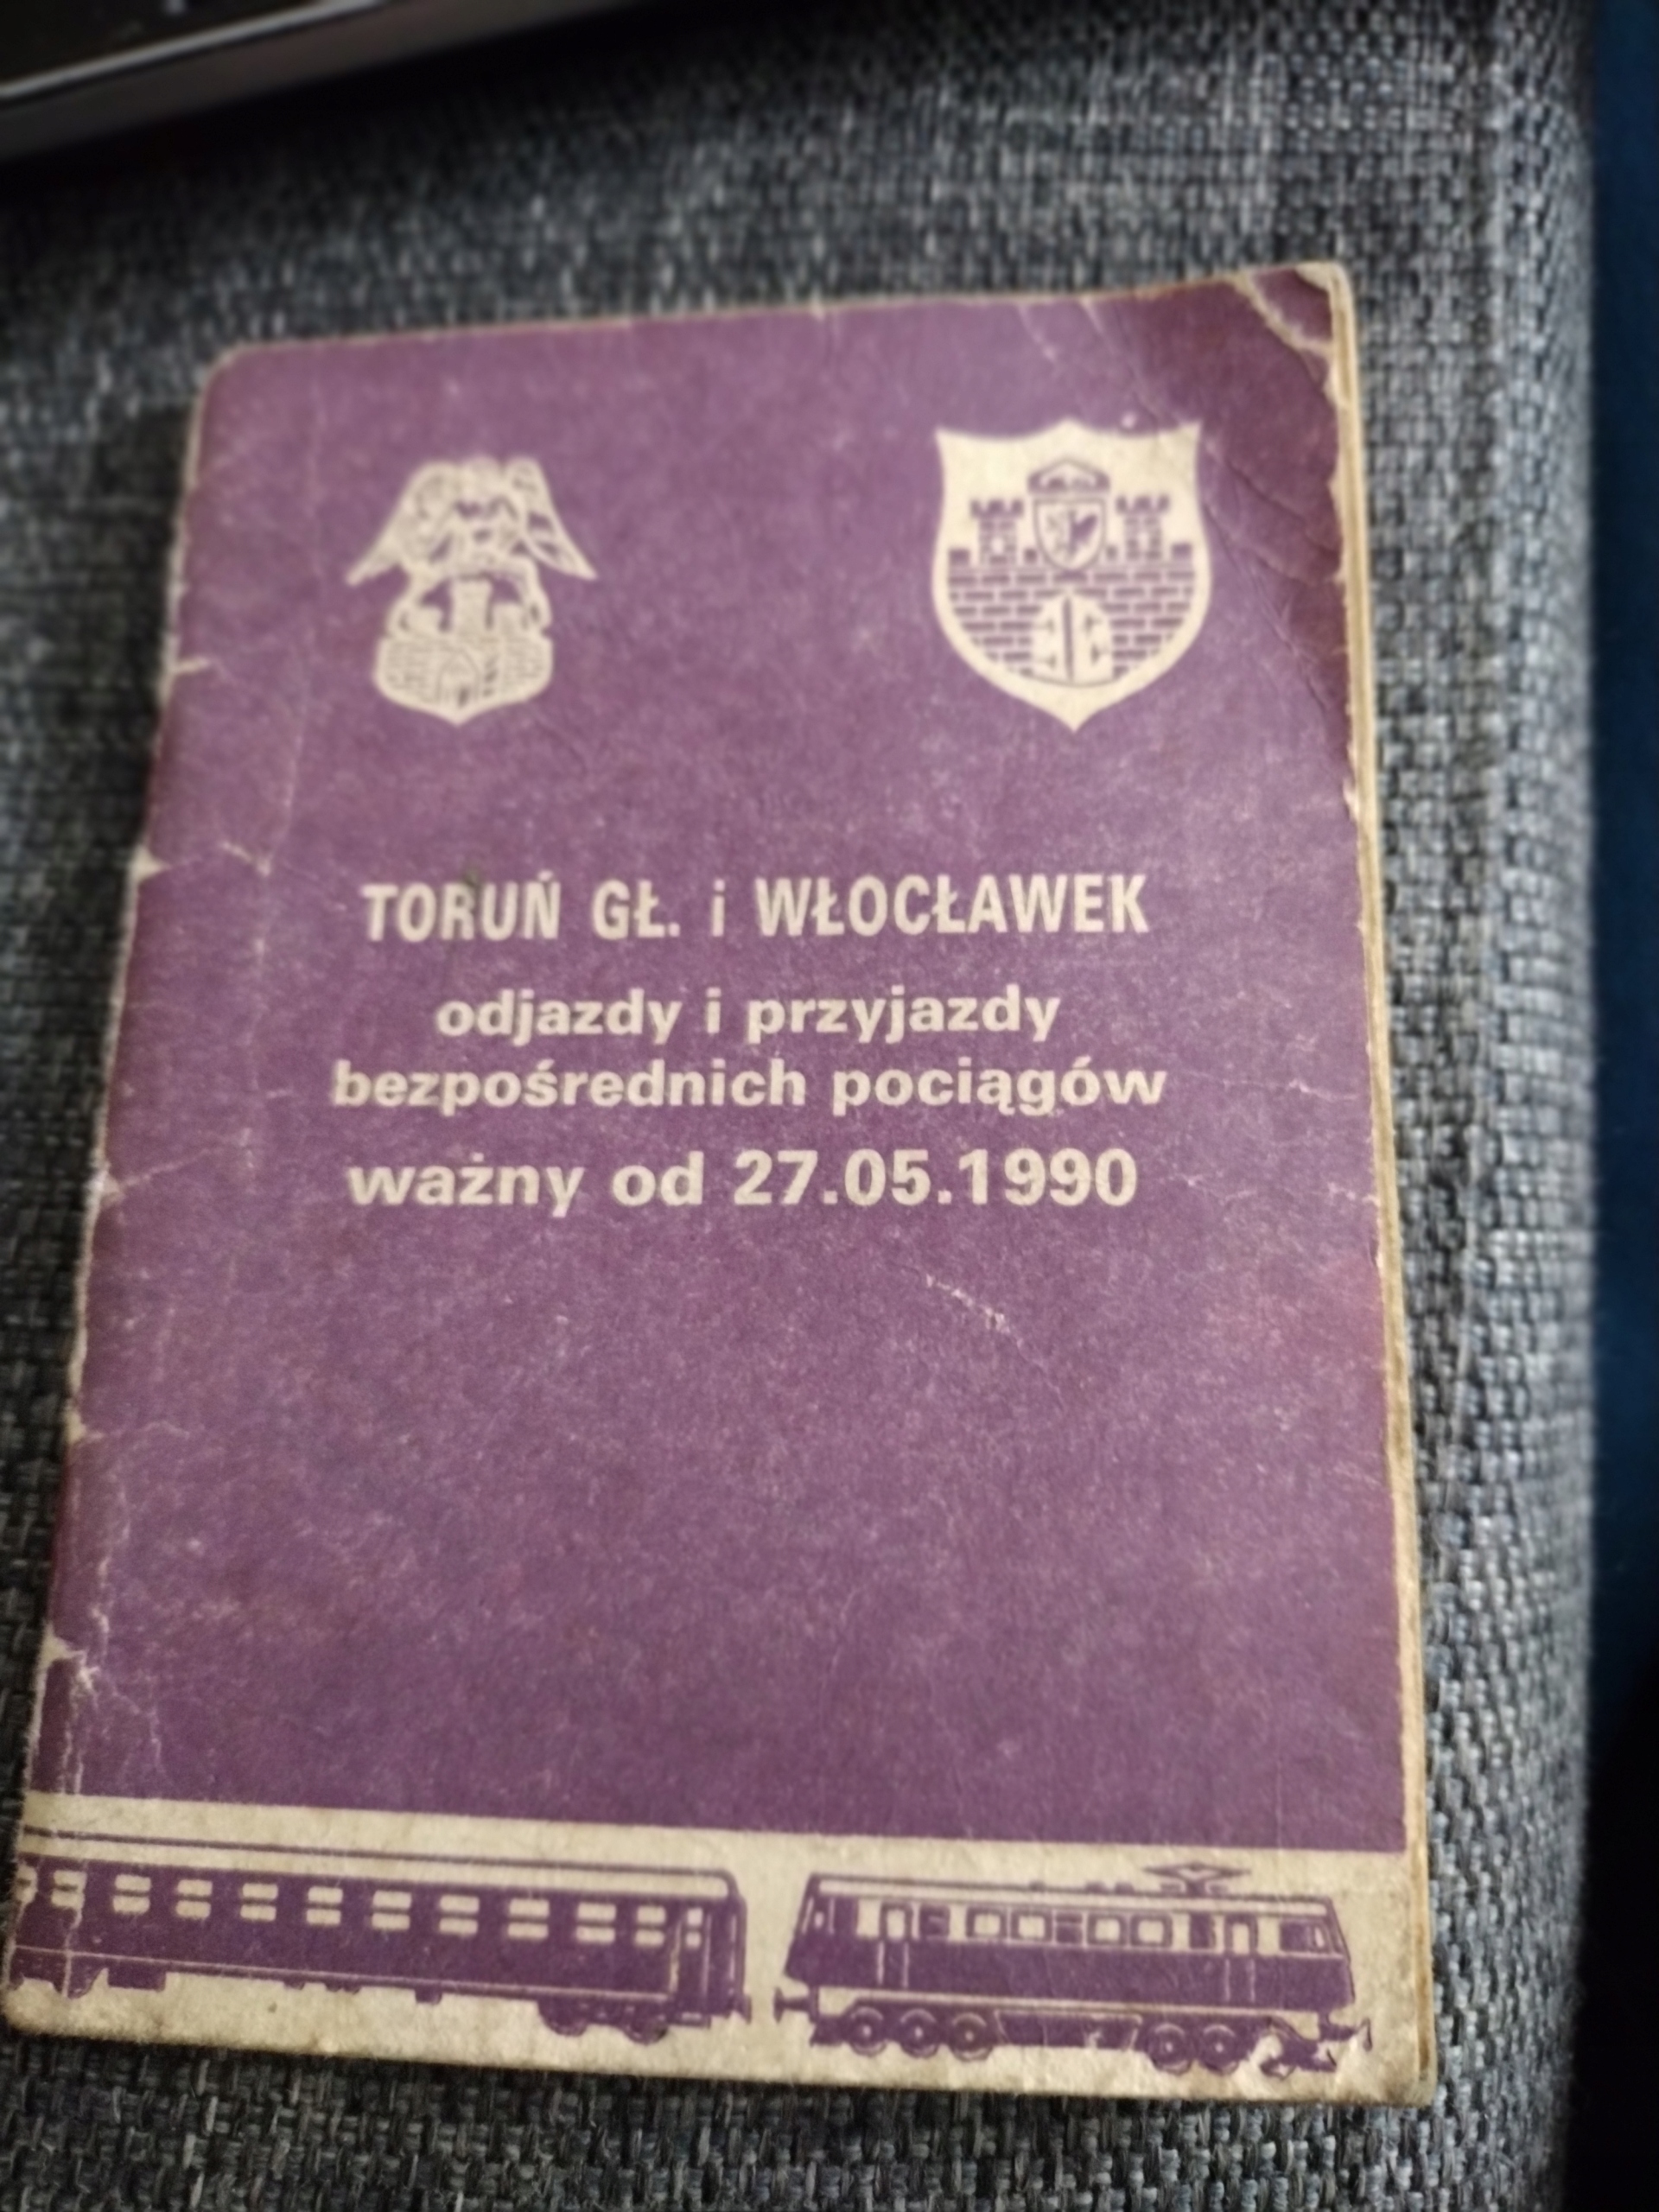 TORUŃ GŁ. i WŁOCŁAWEK
odjazdy i przyjazdy
bezpośrednich pociągów
ważny od 27.05.1990